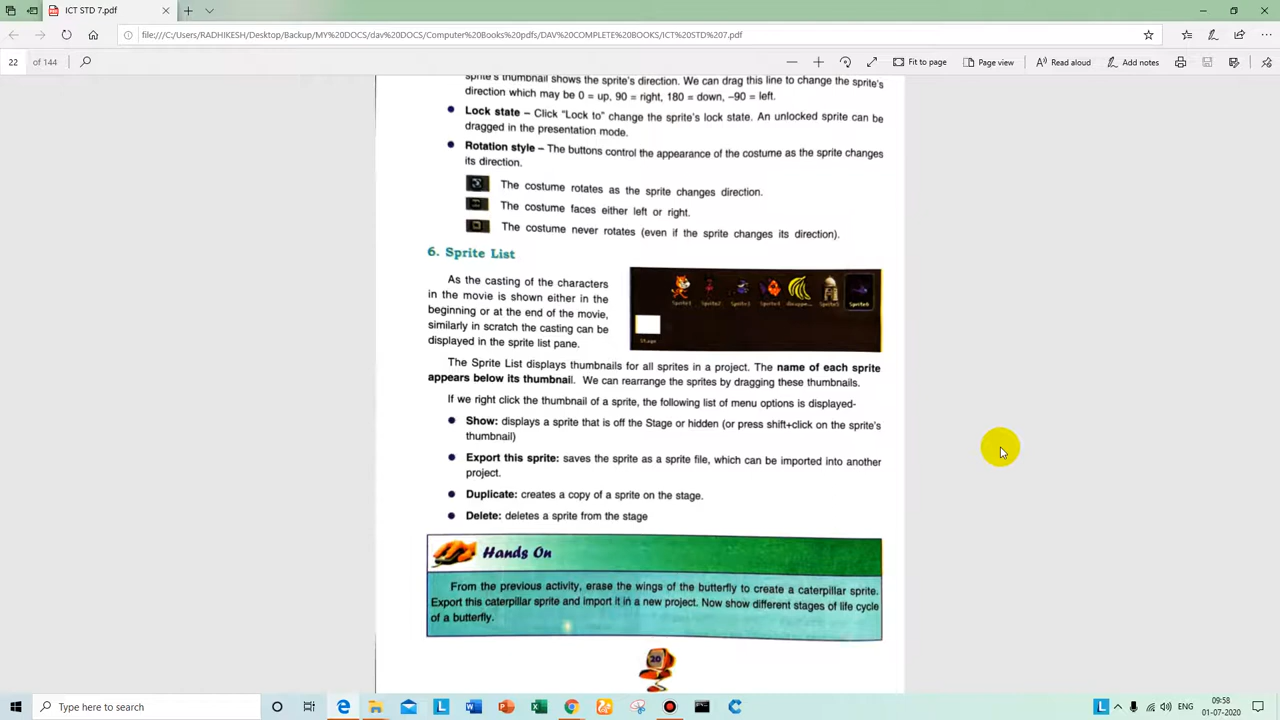 ICT STD 7.pdf
file:///C:/Users/RADHIKESH/Desktop/Backup/MY%20DOCS/dav%20DOCS/Computer%20Books%20pdfs/DAV%20COMPLETE%20BOOKS/ICT%20STD%207.pdf
22 of 144
Fit to page
Page view
Read aloud
Add notes
sprite's thumbnail shows the sprite's direction. We can drag this line to change the sprite's
direction which may be 0 = up, 90 = right, 180 = down, –90 = left.
Lock state – Click “Lock to” change the sprite's lock state. An unlocked sprite can be
dragged in the presentation mode.
Rotation style – The buttons control the appearance of the costume as the sprite changes
its direction.
The costume rotates as the sprite changes direction.
The costume faces either left or right.
The costume never rotates (even if the sprite changes its direction).
6. Sprite List
As the casting of the characters
in the movie is shown either in the
beginning or at the end of the movie,
similarly in scratch the casting can be
displayed in the sprite list pane.
Sprite1 Sprite2 Sprite3 Sprite4 Sprite5 Sprite6
Stage
The Sprite List displays thumbnails for all sprites in a project. The name of each sprite
appears below its thumbnail. We can rearrange the sprites by dragging these thumbnails.
If we right click the thumbnail of a sprite, the following list of menu options is displayed-
Show: displays a sprite that is off the Stage or hidden (or press shift+click on the sprite's
thumbnail)
Export this sprite: saves the sprite as a sprite file, which can be imported into another
project.
Duplicate: creates a copy of a sprite on the stage.
Delete: deletes a sprite from the stage
Hands On
From the previous activity, erase the wings of the butterfly to create a caterpillar sprite.
Export this caterpillar sprite and import it in a new project. Now show different stages of life cycle
of a butterfly.
20
Type here to search
ENG
09:58
01-07-2020